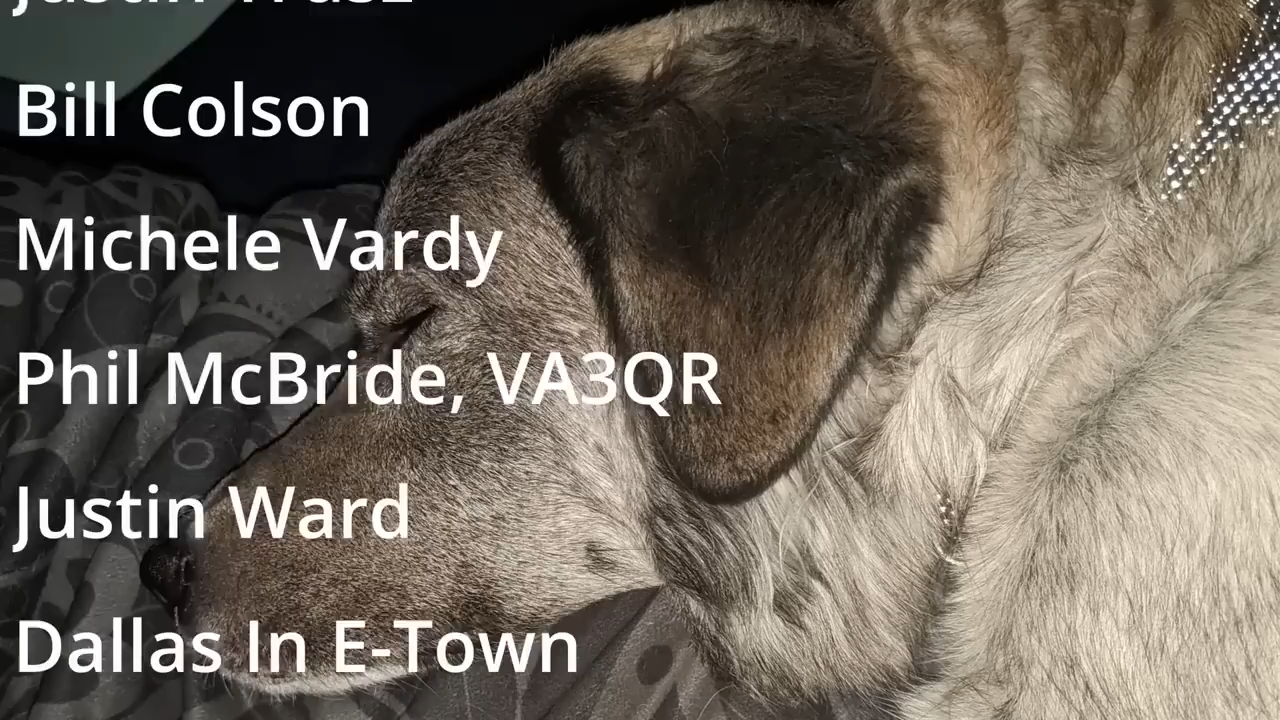 Bill Colson
Michele Vardy
Phil McBride, VA3QR
Justin Ward
Dallas In E-Town